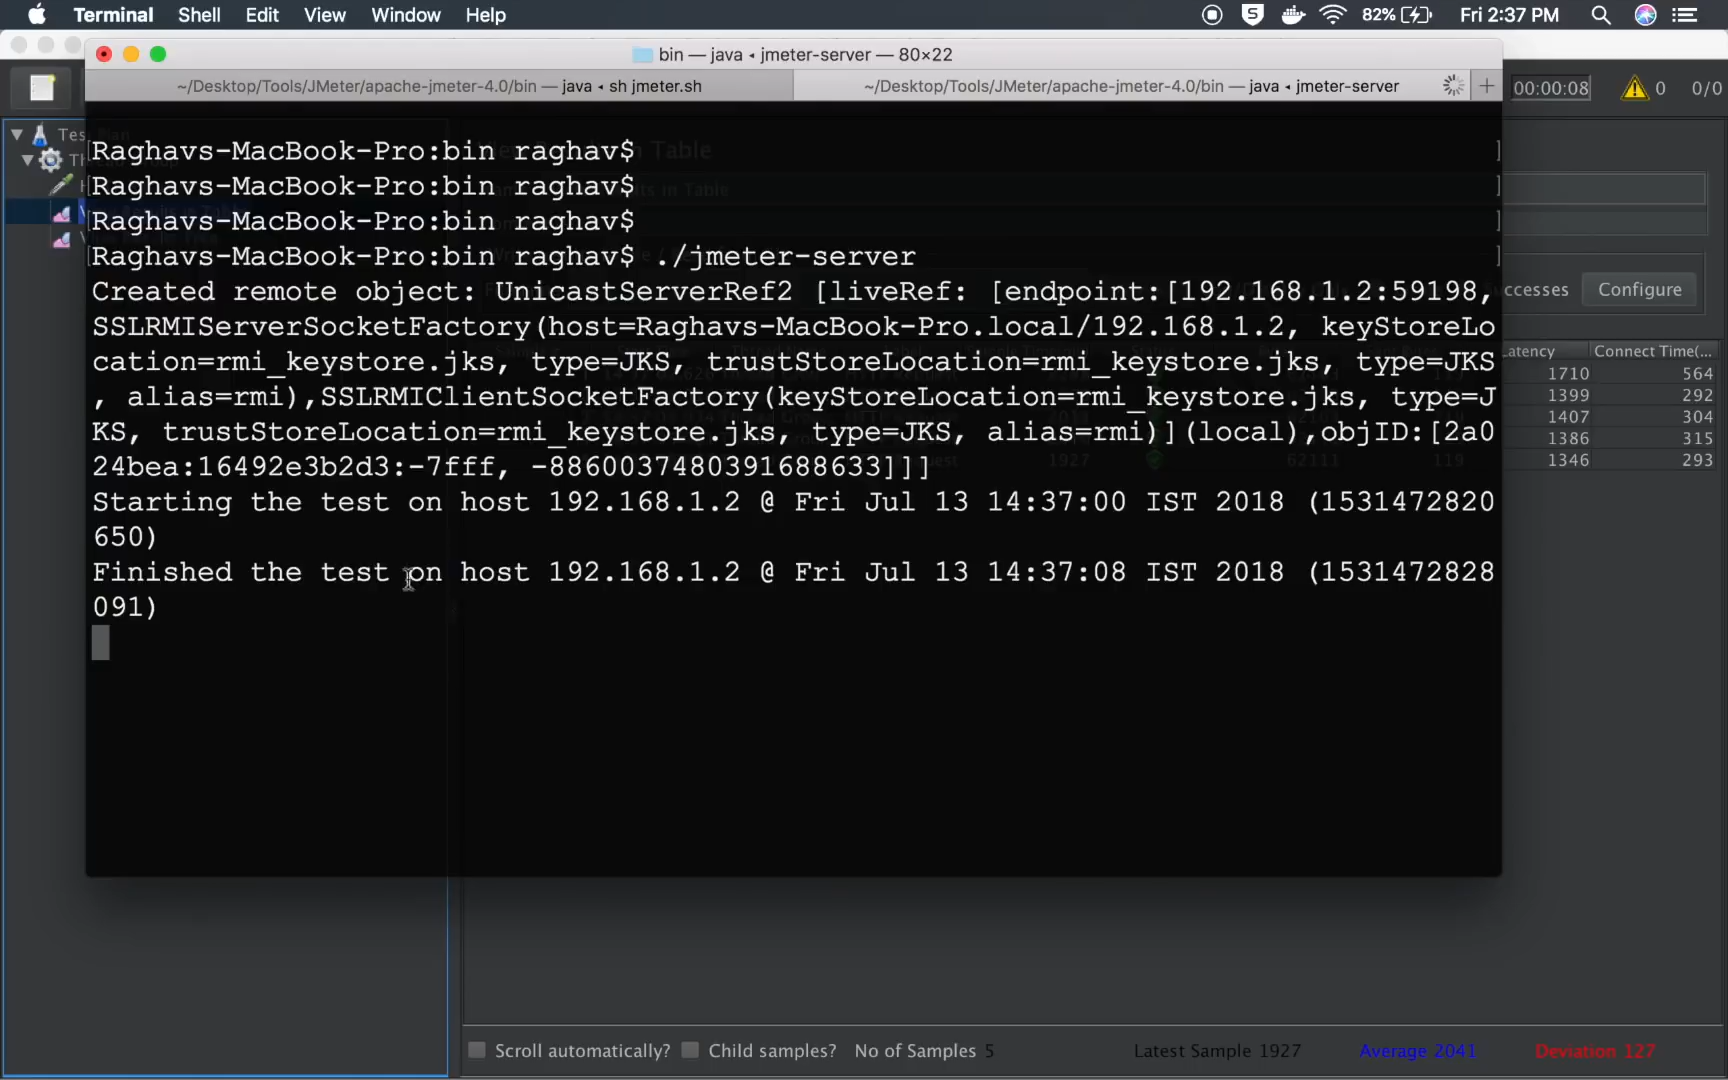 Terminal Shell Edit View Window Help 82% Fri 2:37 PM
bin — java ◂ jmeter-server — 80×22
~/Desktop/Tools/JMeter/apache-jmeter-4.0/bin — java ◂ sh jmeter.sh
~/Desktop/Tools/JMeter/apache-jmeter-4.0/bin — java ◂ jmeter-server +
00:00:08 0 0/0
Raghavs-MacBook-Pro:bin raghav$
Raghavs-MacBook-Pro:bin raghav$
Raghavs-MacBook-Pro:bin raghav$
Raghavs-MacBook-Pro:bin raghav$ ./jmeter-server
Created remote object: UnicastServerRef2 [liveRef: [endpoint:[192.168.1.2:59198,
SSLRMIServerSocketFactory(host=Raghavs-MacBook-Pro.local/192.168.1.2, keyStoreLo
cation=rmi_keystore.jks, type=JKS, trustStoreLocation=rmi_keystore.jks, type=JKS
, alias=rmi),SSLRMIClientSocketFactory(keyStoreLocation=rmi_keystore.jks, type=J
KS, trustStoreLocation=rmi_keystore.jks, type=JKS, alias=rmi)](local),objID:[2a0
024bea:16492e3b2d3:-7fff, -8860037480391688633]]]
Starting the test on host 192.168.1.2 @ Fri Jul 13 14:37:00 IST 2018 (1531472820
650)
Finished the test on host 192.168.1.2 @ Fri Jul 13 14:37:08 IST 2018 (1531472828
091)
Configure
Latency Connect Time(...
1710 564
1399 292
1407 304
1386 315
1346 293
Scroll automatically? Child samples? No of Samples 5 Latest Sample 1927 Average 2041 Deviation 127